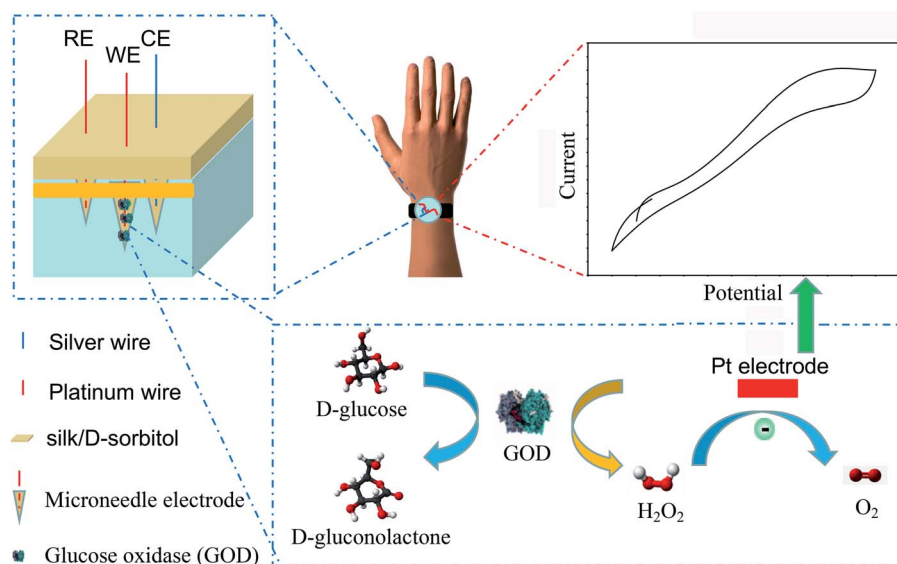 RE
WE
CE
Current
Potential
Silver wire
Platinum wire
silk/D-sorbitol
Microneedle electrode
Glucose oxidase (GOD)
D-glucose
D-gluconolactone
GOD
Pt electrode
-
H₂O₂
O₂